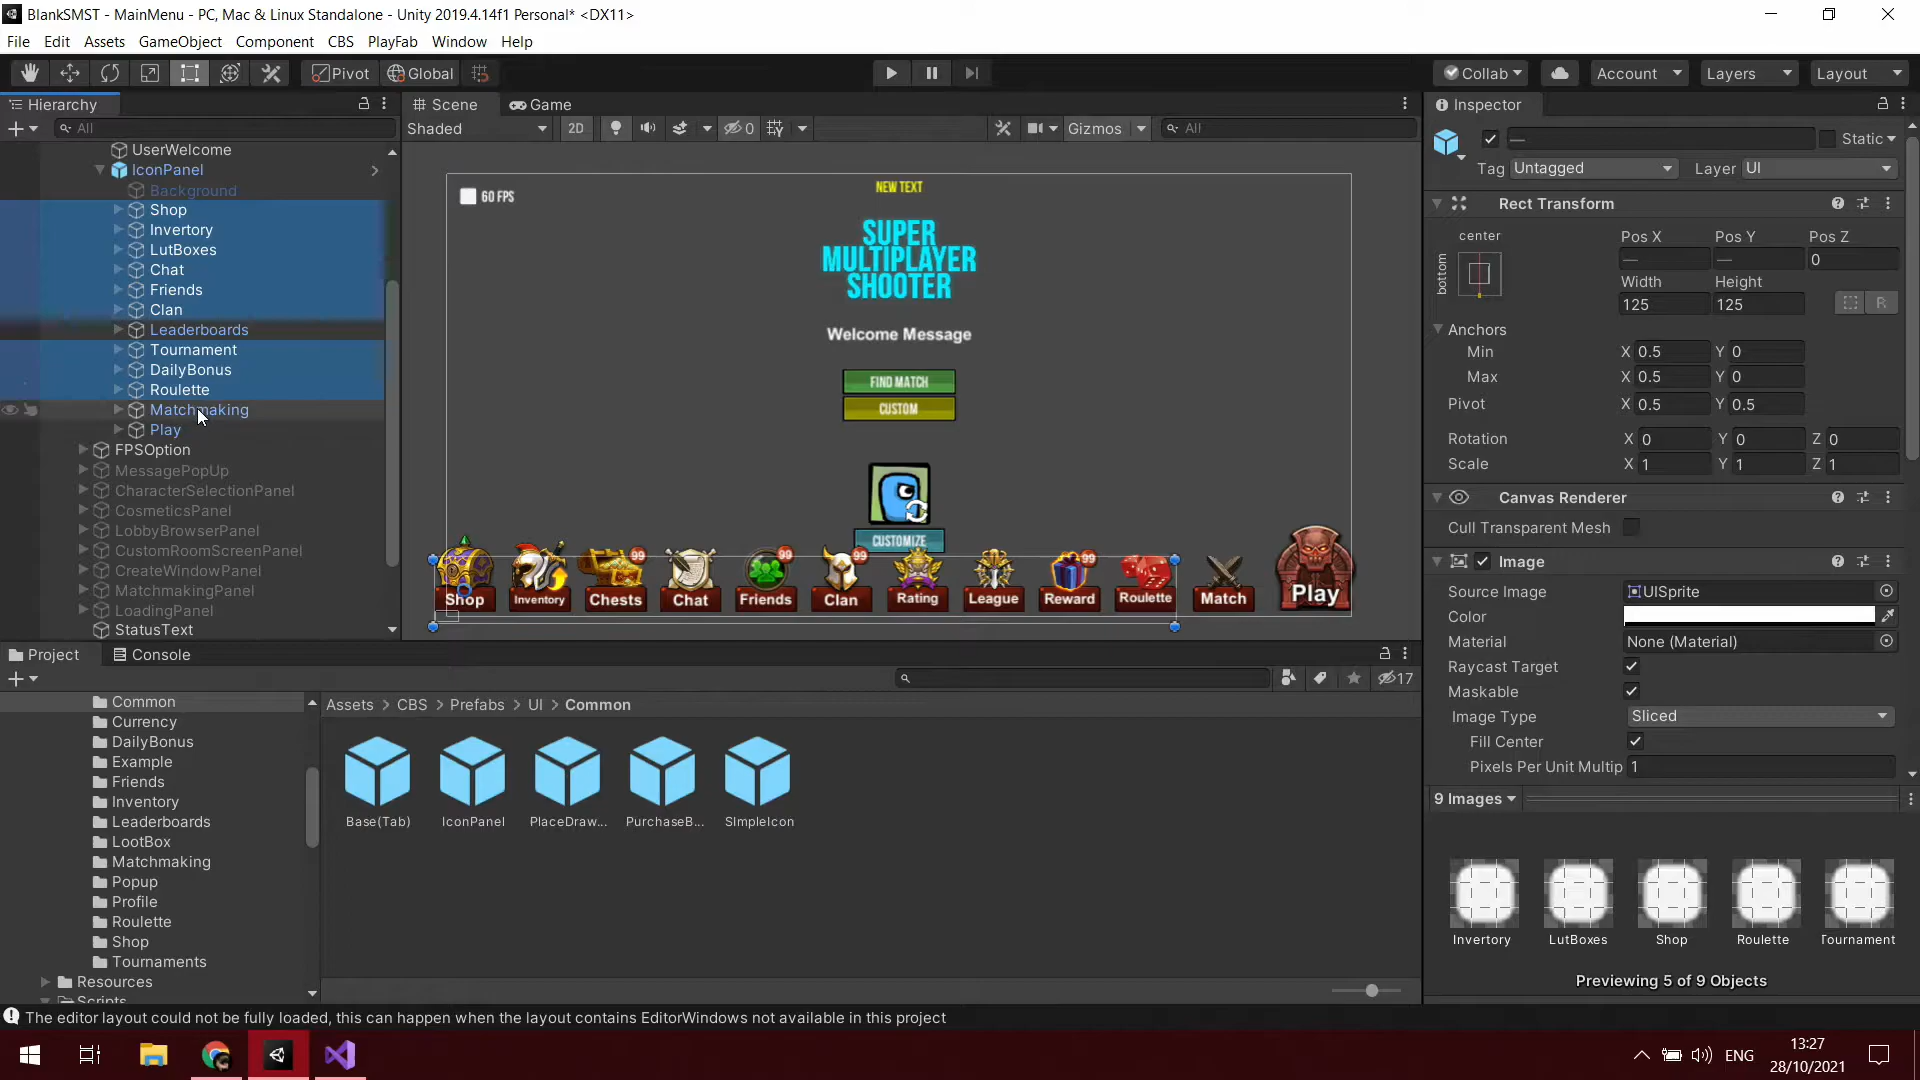 BlankSMST - MainMenu - PC, Mac & Linux Standalone - Unity 2019.4.14f1 Personal* <DX11>
File Edit Assets GameObject Component CBS PlayFab Window Help
Pivot Global Collab Account Layers Layout
Hierarchy
All
UserWelcome
IconPanel
Background
Shop
Invertory
LutBoxes
Chat
Friends
Clan
Leaderboards
Tournament
DailyBonus
Roulette
Matchmaking
Play
FPSOption
MessagePopUp
CharacterSelectionPanel
CosmeticsPanel
LobbyBrowserPanel
CustomRoomScreenPanel
CreateWindowPanel
MatchmakingPanel
LoadingPanel
StatusText
Scene Game
Shaded 2D 0 Gizmos All
60 FPS
NEW TEXT
SUPER
MULTIPLAYER
SHOOTER
Welcome Message
FIND MATCH
CUSTOM
CUSTOMIZE
99 99 99 99
Shop Inventory Chests Chat Friends Clan Rating League Reward Roulette Match Play
Inspector
— Static
Tag Untagged Layer UI
Rect Transform
center
bottom
Pos X Pos Y Pos Z
— — 0
Width Height
125 125 R
Anchors
Min X 0.5 Y 0
Max X 0.5 Y 0
Pivot X 0.5 Y 0.5
Rotation X 0 Y 0 Z 0
Scale X 1 Y 1 Z 1
Canvas Renderer
Cull Transparent Mesh
Image
Source Image UISprite
Color
Material None (Material)
Raycast Target
Maskable
Image Type Sliced
Fill Center
Pixels Per Unit Multip 1
9 Images
Invertory LutBoxes Shop Roulette Tournament
Previewing 5 of 9 Objects
Project Console
17
Common
Currency
DailyBonus
Example
Friends
Inventory
Leaderboards
LootBox
Matchmaking
Popup
Profile
Roulette
Shop
Tournaments
Resources
Scripts
Assets > CBS > Prefabs > UI > Common
Base(Tab) IconPanel PlaceDraw... PurchaseB... SImpleIcon
The editor layout could not be fully loaded, this can happen when the layout contains EditorWindows not available in this project
ENG
13:27
28/10/2021